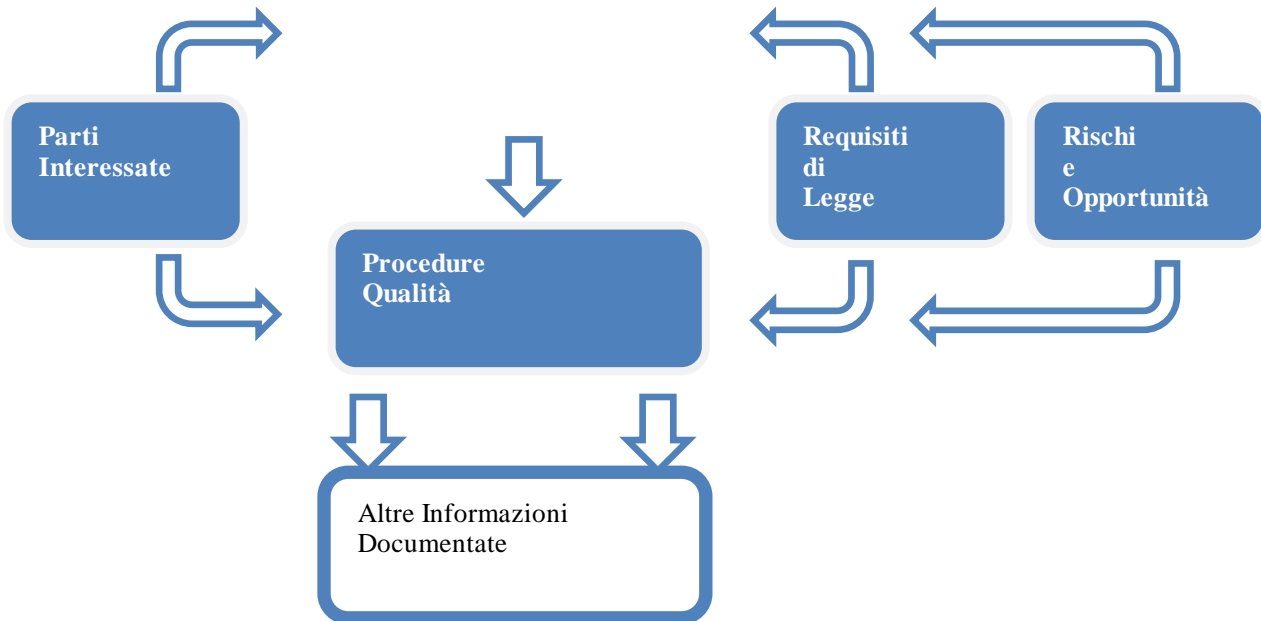 Parti
Interessate
Requisiti
di
Legge
Rischi
e
Opportunità
Procedure
Qualità
Altre Informazioni
Documentate